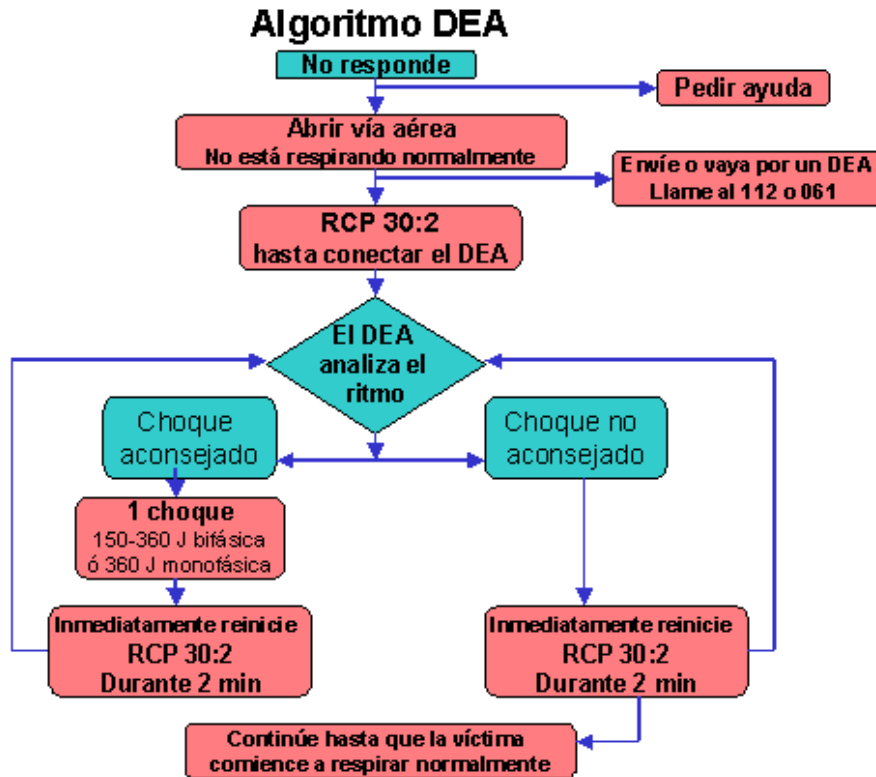 Algoritmo DEA
No responde
Pedir ayuda
Abrir vía aérea
No está respirando normalmente
Envíe o vaya por un DEA
Llame al 112 o 061
RCP 30:2
hasta conectar el DEA
El DEA
analiza el
ritmo
Choque
aconsejado
Choque no
aconsejado
1 choque
150-360 J bifásica
ó 360 J monofásica
Inmediatamente reinicie
RCP 30:2
Durante 2 min
Inmediatamente reinicie
RCP 30:2
Durante 2 min
Continúe hasta que la víctima
comience a respirar normalmente